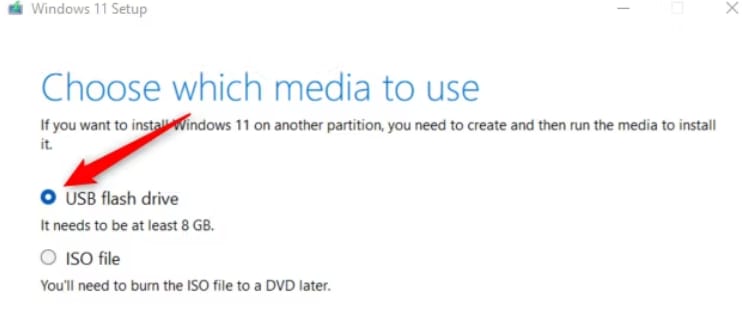 Windows 11 Setup
Choose which media to use
If you want to install Windows 11 on another partition, you need to create and then run the media to install
it.
USB flash drive
It needs to be at least 8 GB.
ISO file
You'll need to burn the ISO file to a DVD later.